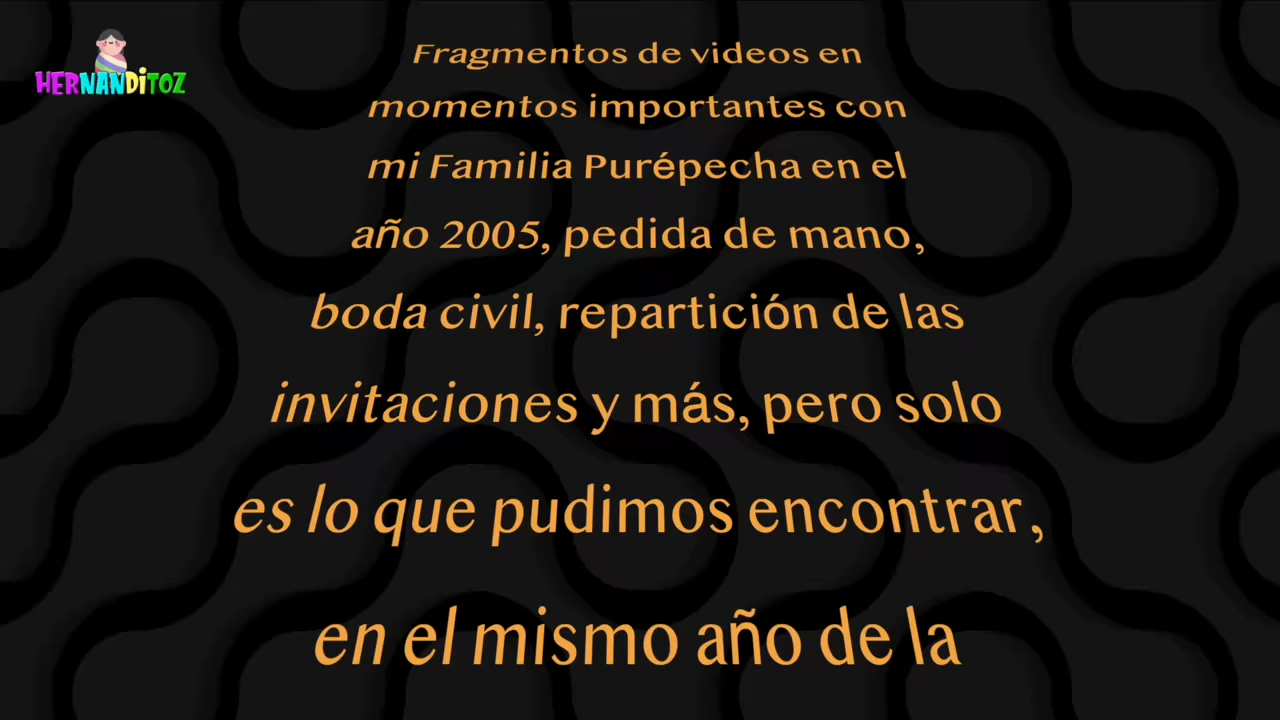 HERNANDiTOZ
Fragmentos de videos en
momentos importantes con
mi Familia Purépecha en el
año 2005, pedida de mano,
boda civil, repartición de las
invitaciones y más, pero solo
es lo que pudimos encontrar,
en el mismo año de la